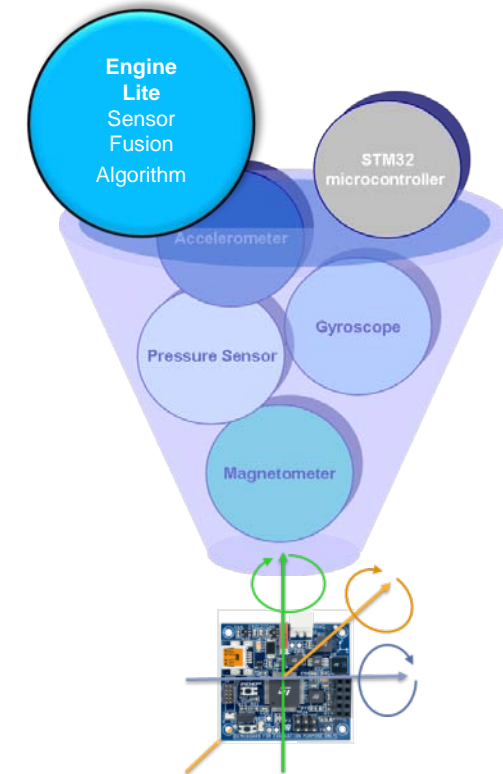 Engine
Lite
Sensor
Fusion
Algorithm
STM32
microcontroller
Accelerometer
Gyroscope
Pressure Sensor
Magnetometer